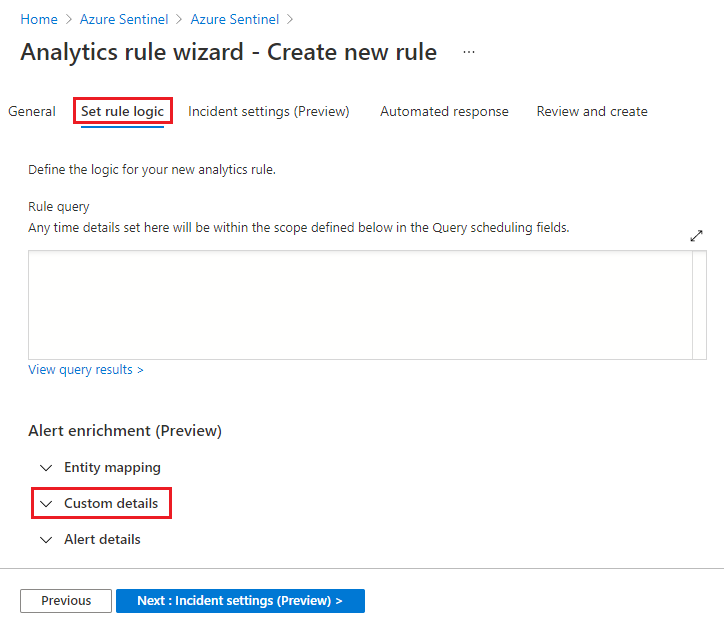 Home > Azure Sentinel > Azure Sentinel >
Analytics rule wizard - Create new rule ...
General Set rule logic Incident settings (Preview) Automated response Review and create
Define the logic for your new analytics rule.
Rule query
Any time details set here will be within the scope defined below in the Query scheduling fields.
View query results >
Alert enrichment (Preview)
Entity mapping
Custom details
Alert details
Previous Next : Incident settings (Preview) >